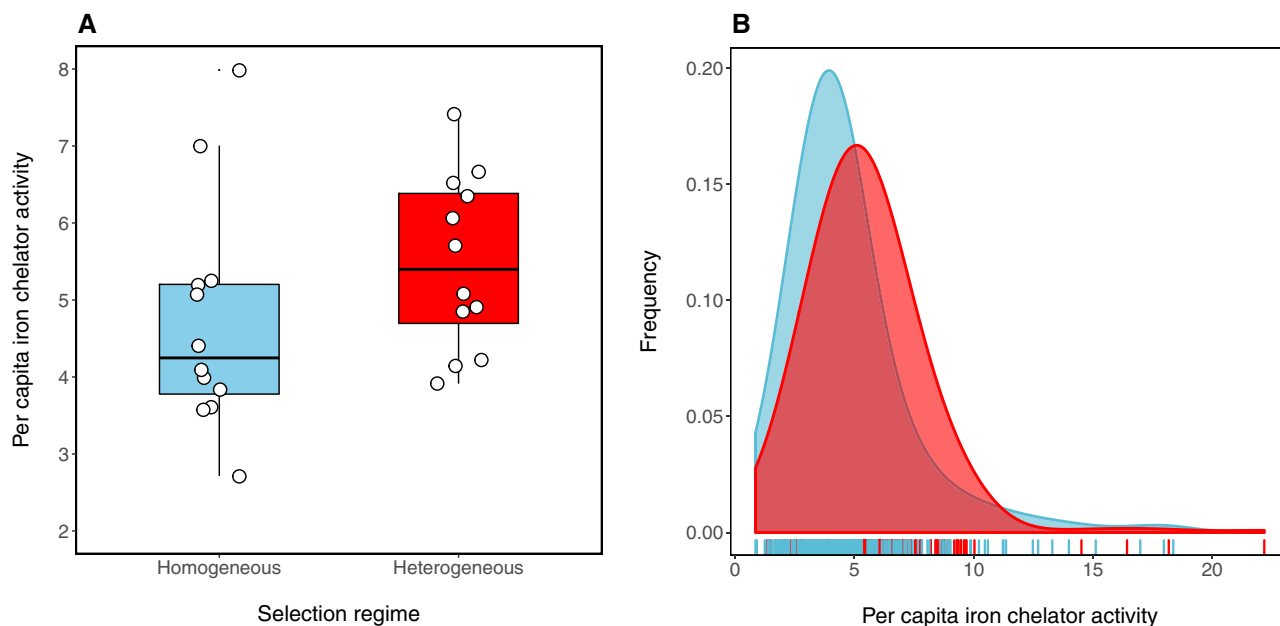 A
8
7
6
5
4
3
2
Per capita iron chelator activity
Homogeneous
Heterogeneous
Selection regime
B
0.20
0.15
0.10
0.05
0.00
Frequency
0
5
10
15
20
Per capita iron chelator activity